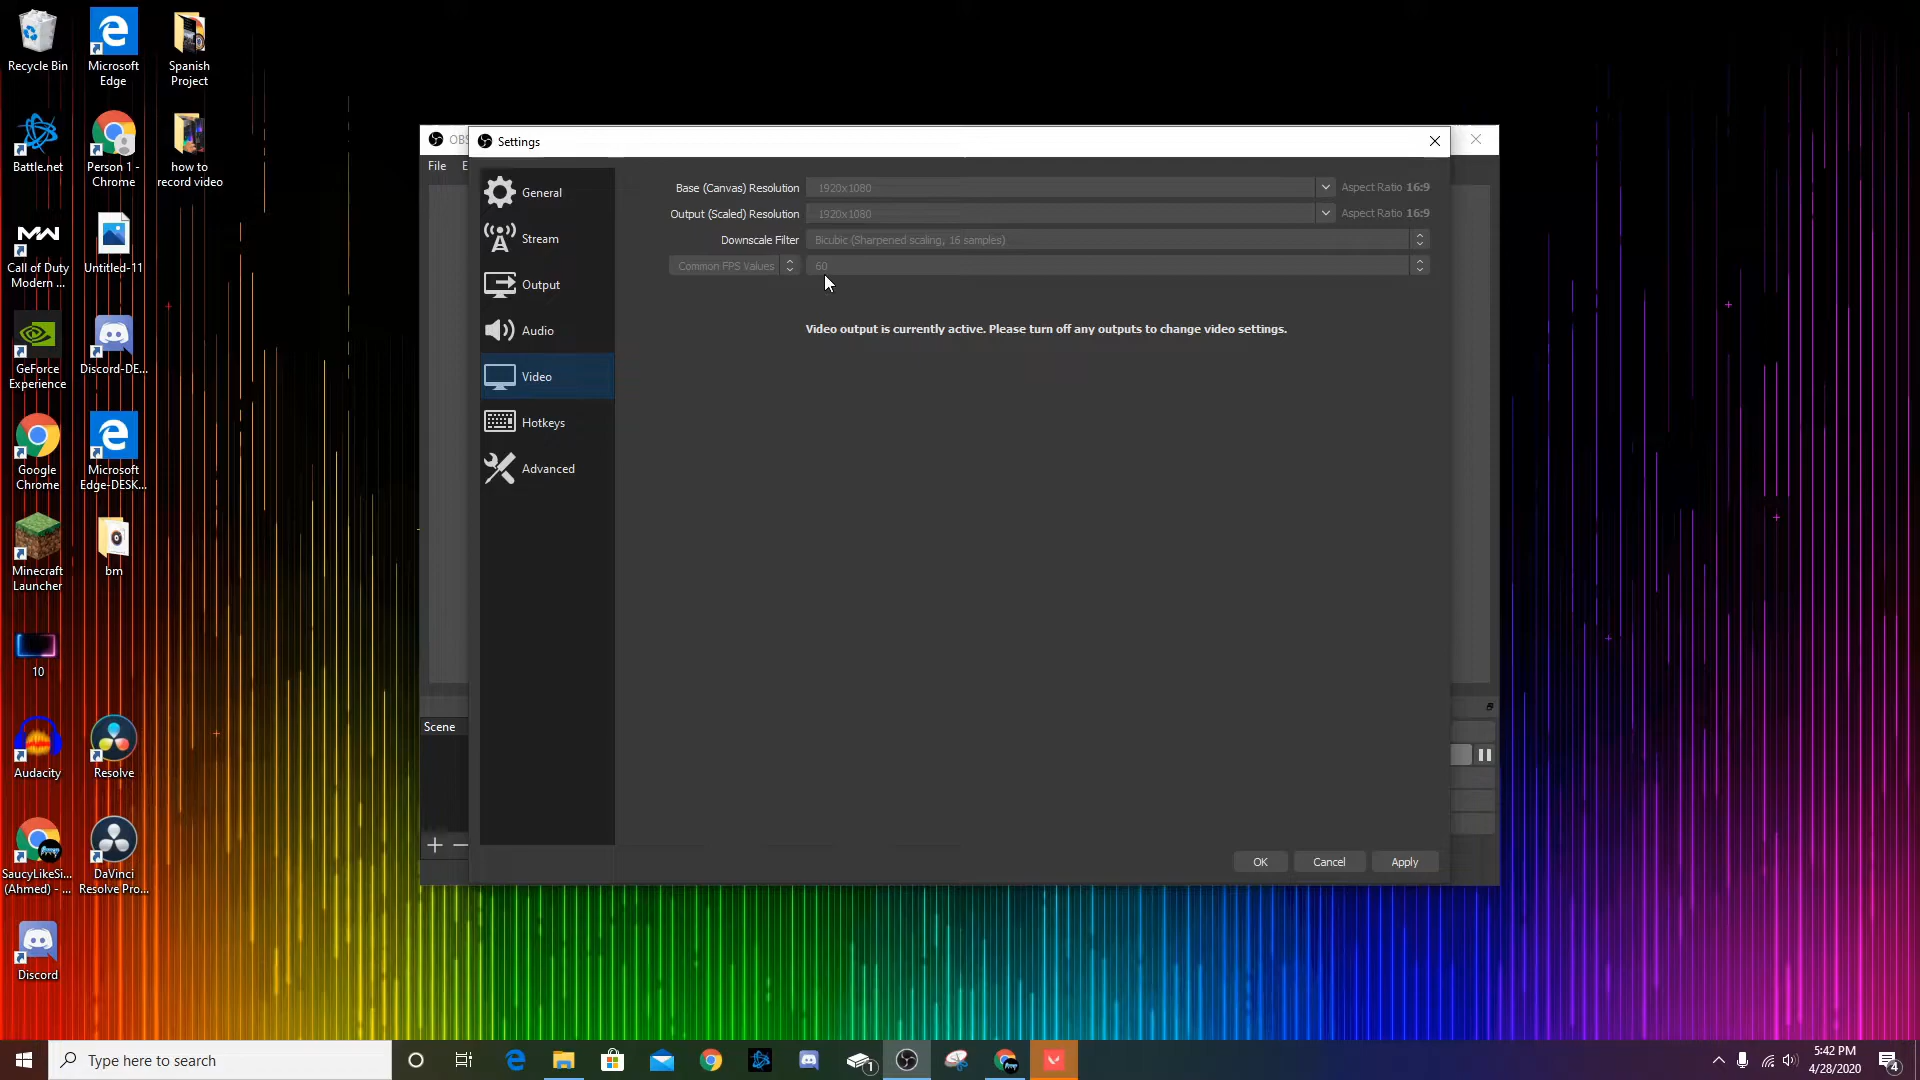 Recycle Bin
Microsoft
Edge
Spanish
Project
Battle.net
Person 1 -
Chrome
how to
record video
Call of Duty
Modern ...
Untitled-11
GeForce
Experience
Discord-DE...
Google
Chrome
Microsoft
Edge-DESK...
Minecraft
Launcher
bm
10
Audacity
Resolve
SaucyLikeSi...
(Ahmed) - ...
DaVinci
Resolve Pro...
Discord
OBS
File
E
Scene
Settings
General
Stream
Output
Audio
Video
Hotkeys
Advanced
Base (Canvas) Resolution 1920x1080 Aspect Ratio 16:9
Output (Scaled) Resolution 1920x1080 Aspect Ratio 16:9
Downscale Filter Bicubic (Sharpened scaling, 16 samples)
Common FPS Values 60
Video output is currently active. Please turn off any outputs to change video settings.
OK Cancel Apply
Type here to search
1
5:42 PM
4/28/2020
4